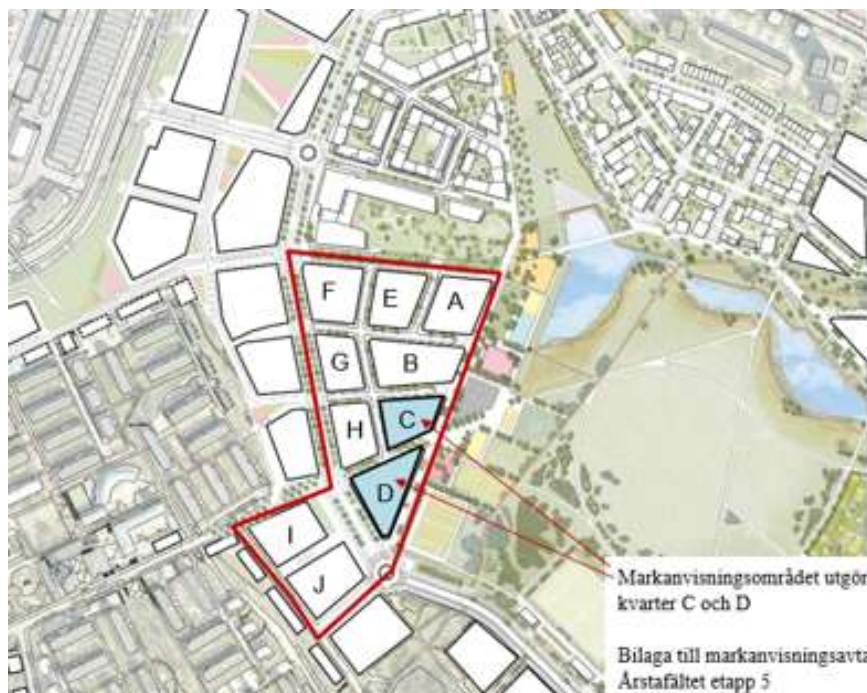 F E A
G B
H C
D
I
J
Markanvisningsområdet utgör
kvarter C och D
Bilaga till markanvisningsavta
Årstafältet etapp 5